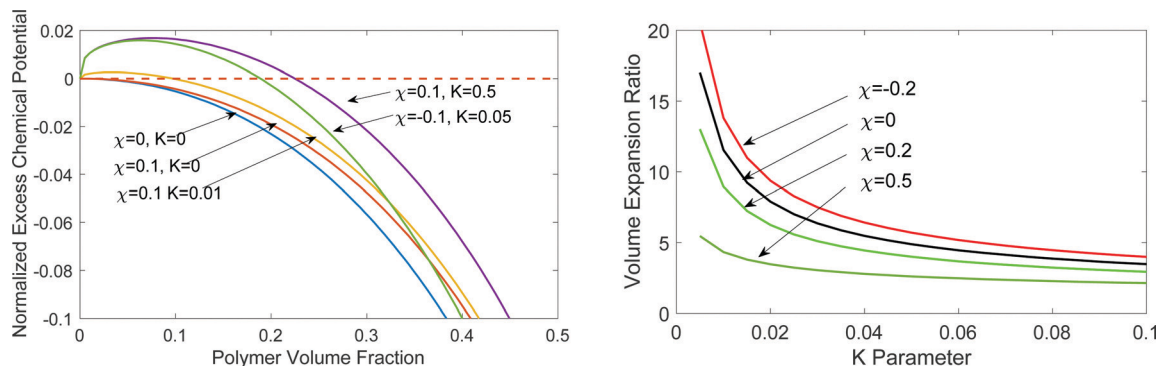 Normalized Excess Chemical Potential
0.02
0
-0.02
-0.04
-0.06
-0.08
-0.1
χ=0.1, K=0.5
χ=-0.1, K=0.05
χ=0, K=0
χ=0.1, K=0
χ=0.1 K=0.01
0 0.1 0.2 0.3 0.4 0.5
Polymer Volume Fraction
Volume Expansion Ratio
20
15
10
5
0
χ=-0.2
χ=0
χ=0.2
χ=0.5
0 0.02 0.04 0.06 0.08 0.1
K Parameter